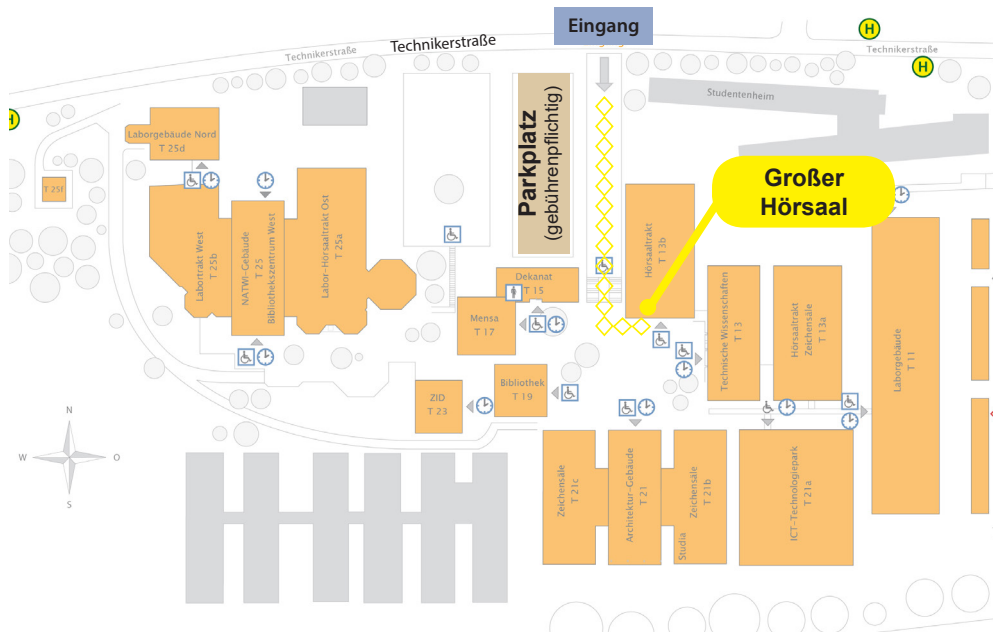 Eingang
H
Technikerstraße
Technikerstraße
Technikerstraße
H
H
Parkplatz
(gebührenpflichtig)
Studentenheim
Laborgebäude Nord
T 25d
T 25f
Großer
Hörsaal
Labortrakt West
T 25b
NATWI-Gebäude
T 25
Bibliothekszentrum West
Labor-Hörsaaltrakt Ost
T 25a
Hörsaaltrakt
T 13b
Dekanat
T 15
Mensa
T 17
Technische Wissenschaften
T 13
Hörsaaltrakt
Zeichensäle
T 13a
Laborgebäude
T 11
Bibliothek
T 19
ZID
T 23
N
W
O
S
Zeichensäle
T 21c
Architektur-Gebäude
T 21
Studia
Zeichensäle
T 21b
ICT-Technologiepark
T 21a